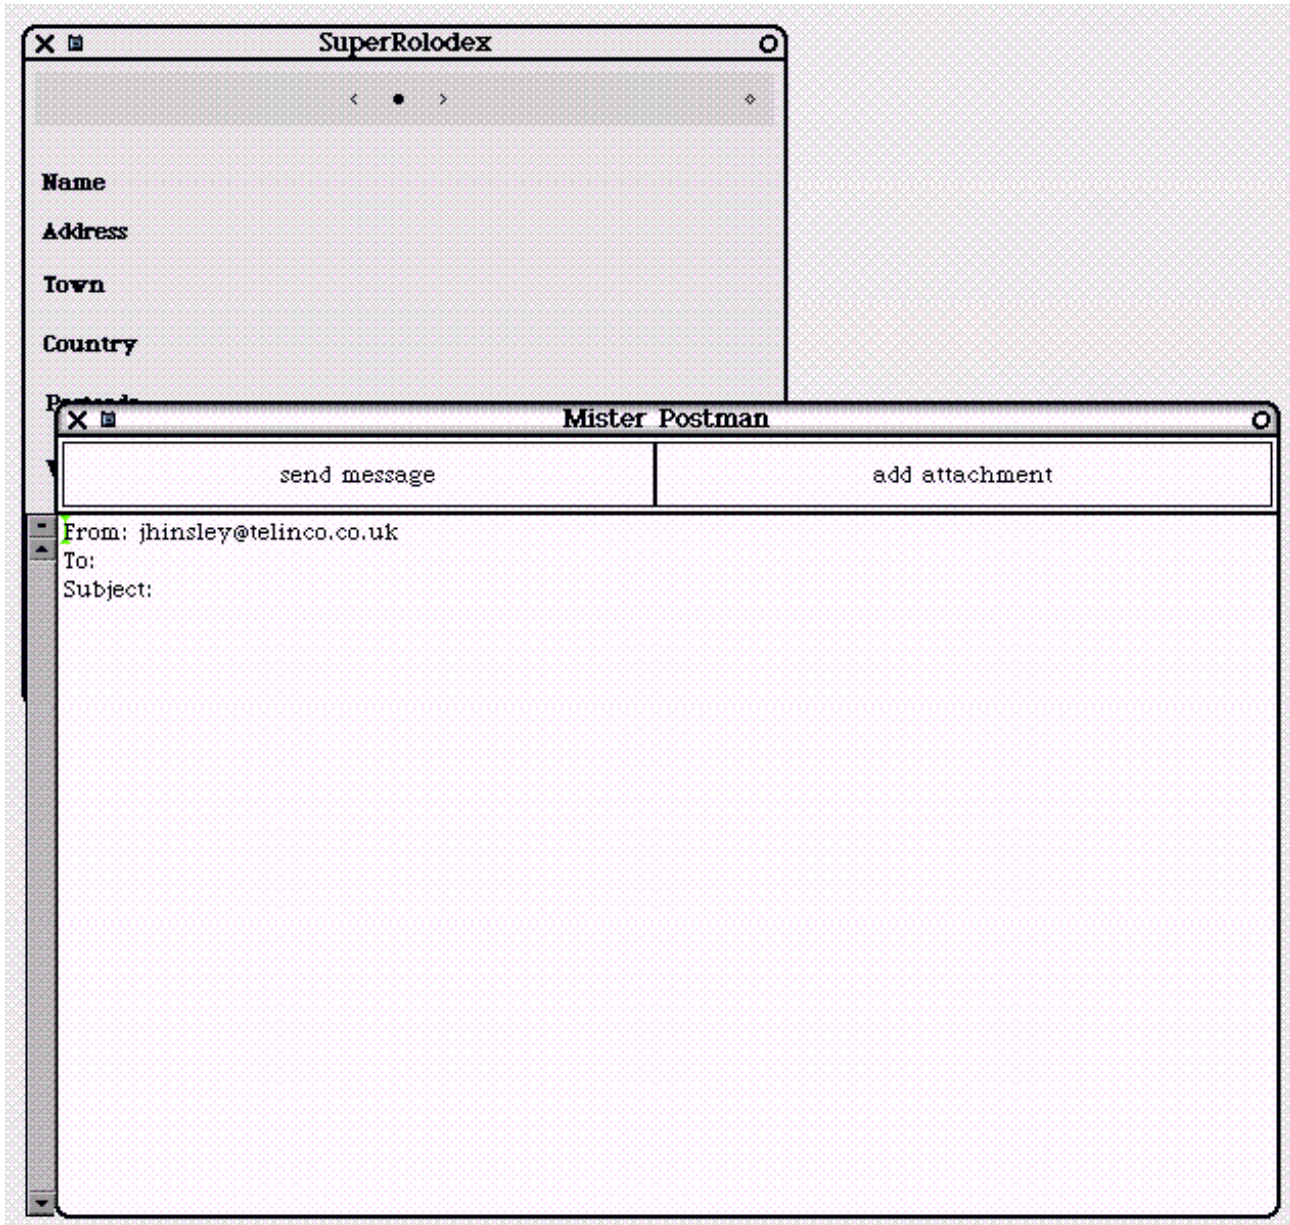 SuperRolodex
Name
Address
Town
Country
Mister Postman
send message
add attachment
From: jhinsley@telinco.co.uk
To:
Subject: